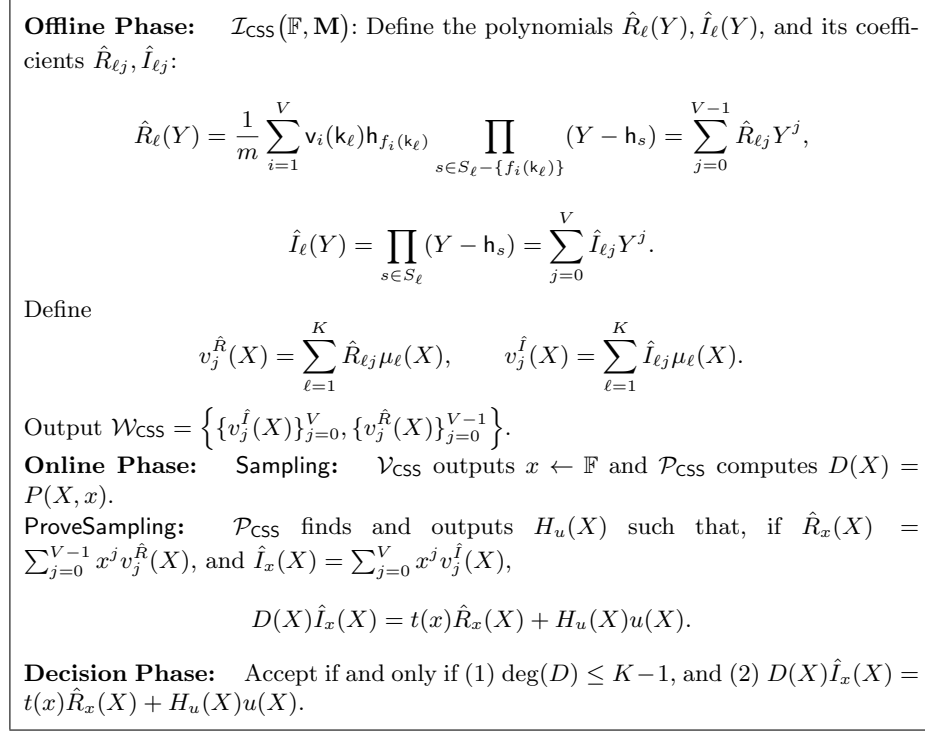 Offline Phase: I_CSS(𝔽, M): Define the polynomials R̂_ℓ(Y), Î_ℓ(Y), and its coeffi-
cients R̂_ℓj, Î_ℓj:
R̂_ℓ(Y) = 1/m ∑_{i=1}^{V} v_i(k_ℓ)h_{f_i(k_ℓ)} ∏_{s∈S_ℓ−{f_i(k_ℓ)}} (Y − h_s) = ∑_{j=0}^{V−1} R̂_ℓj Y^j,
Î_ℓ(Y) = ∏_{s∈S_ℓ} (Y − h_s) = ∑_{j=0}^{V} Î_ℓj Y^j.
Define
v_j^{R̂}(X) = ∑_{ℓ=1}^{K} R̂_ℓj μ_ℓ(X), v_j^{Î}(X) = ∑_{ℓ=1}^{K} Î_ℓj μ_ℓ(X).
Output W_CSS = {{v_j^{Î}(X)}_{j=0}^{V}, {v_j^{R̂}(X)}_{j=0}^{V−1}}.
Online Phase: Sampling: V_CSS outputs x ← 𝔽 and P_CSS computes D(X) =
P(X, x).
ProveSampling: P_CSS finds and outputs H_u(X) such that, if R̂_x(X) =
∑_{j=0}^{V−1} x^j v_j^{R̂}(X), and Î_x(X) = ∑_{j=0}^{V} x^j v_j^{Î}(X),
D(X)Î_x(X) = t(x)R̂_x(X) + H_u(X)u(X).
Decision Phase: Accept if and only if (1) deg(D) ≤ K−1, and (2) D(X)Î_x(X) =
t(x)R̂_x(X) + H_u(X)u(X).